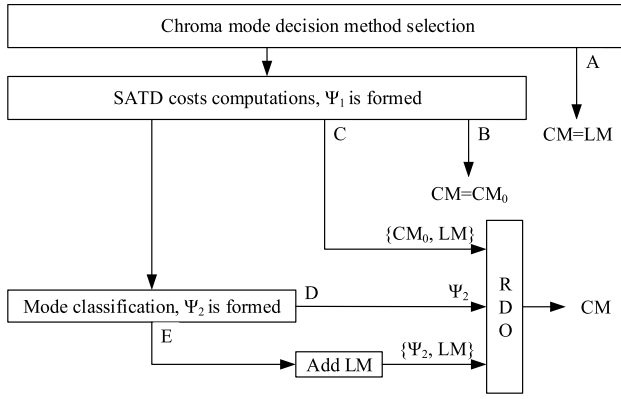 Chroma mode decision method selection
A
SATD costs computations, Ψ₁ is formed
C
B
CM=LM
CM=CM₀
{CM₀, LM}
R
D
O
Mode classification, Ψ₂ is formed
D
Ψ₂
CM
E
Add LM
{Ψ₂, LM}